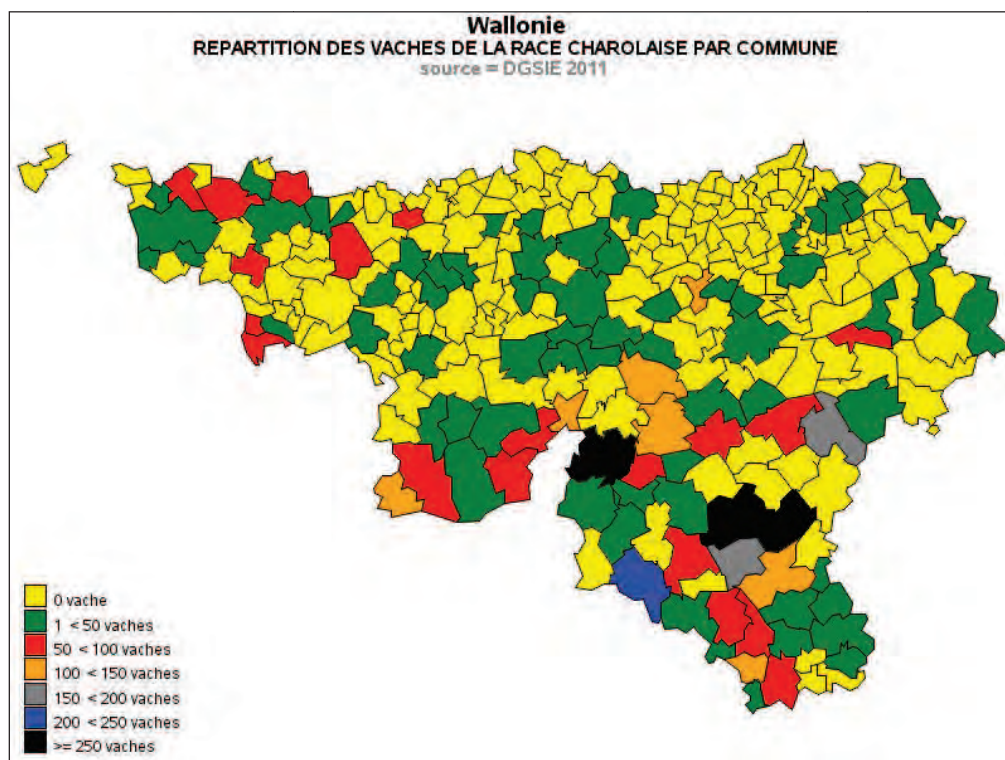 Wallonie
REPARTITION DES VACHES DE LA RACE CHAROLAISE PAR COMMUNE
source = DGSIE 2011
0 vache
1 < 50 vaches
50 < 100 vaches
100 < 150 vaches
150 < 200 vaches
200 < 250 vaches
>= 250 vaches